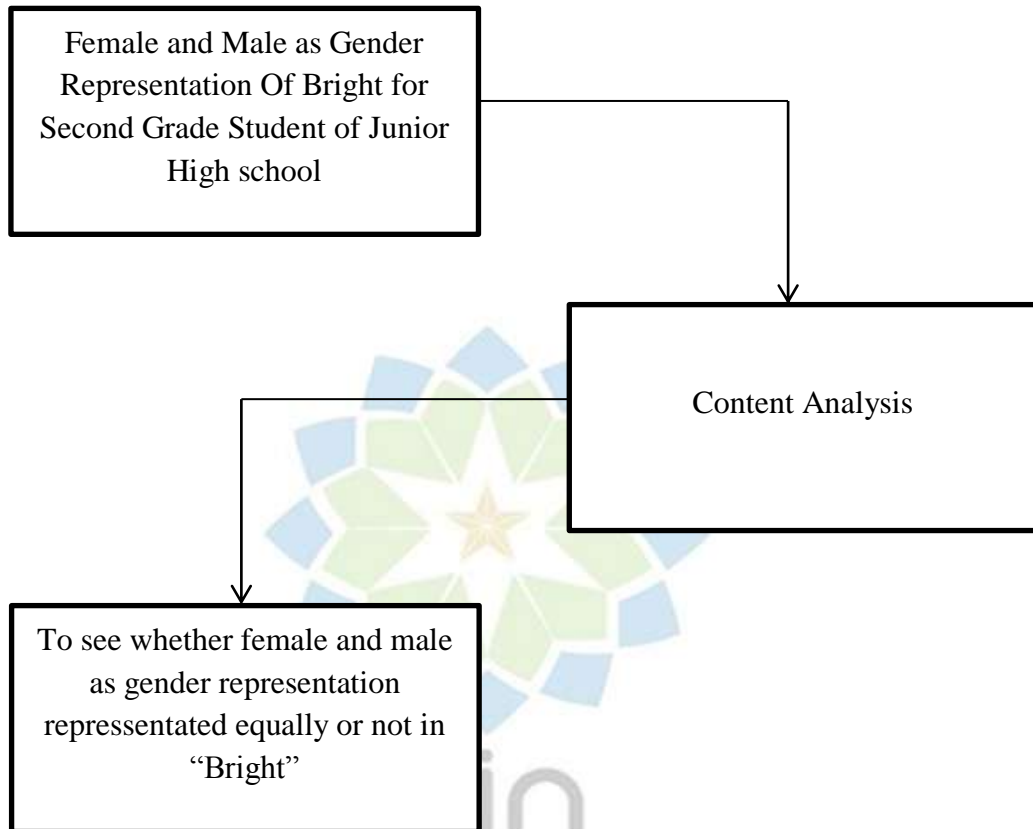 Female and Male as Gender
Representation Of Bright for
Second Grade Student of Junior
High school
Content Analysis
To see whether female and male
as gender representation
repressentated equally or not in
“Bright”
in